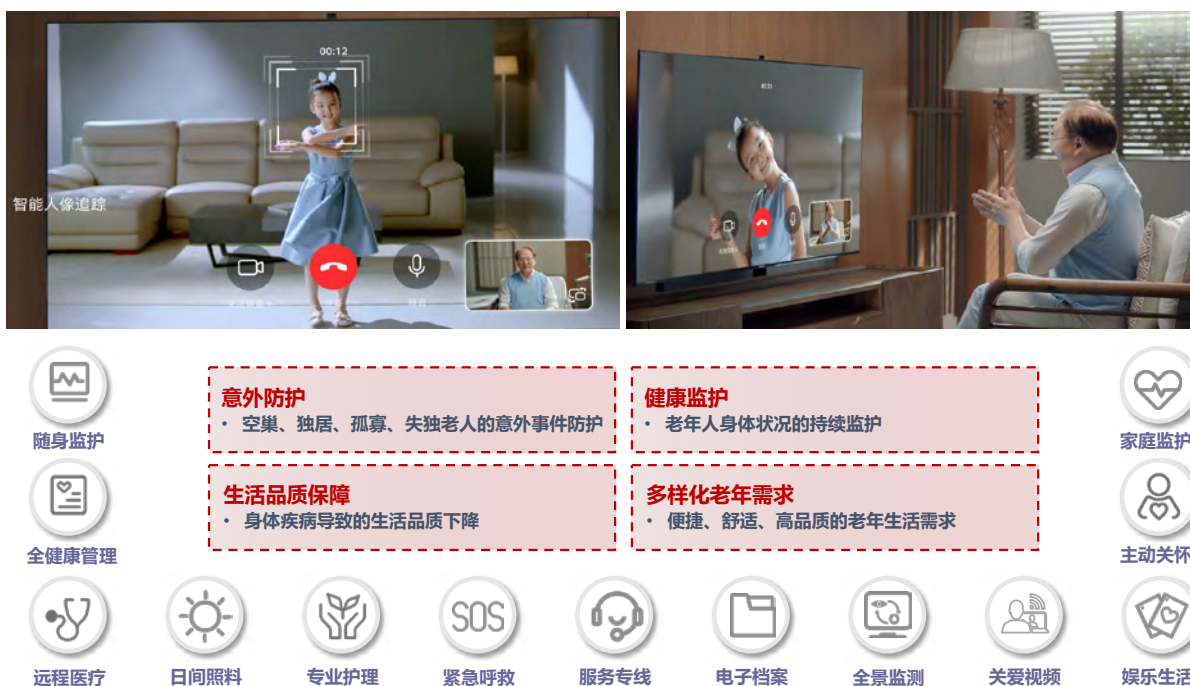 00:12
智能人像追踪
00:21
随身监护
意外防护
• 空巢、独居、孤寡、失独老人的意外事件防护
健康监护
• 老年人身体状况的持续监护
家庭监护
全健康管理
生活品质保障
• 身体疾病导致的生活品质下降
多样化老年需求
• 便捷、舒适、高品质的老年生活需求
主动关怀
SOS
远程医疗
日间照料
专业护理
紧急呼救
服务专线
电子档案
全景监测
关爱视频
娱乐生活